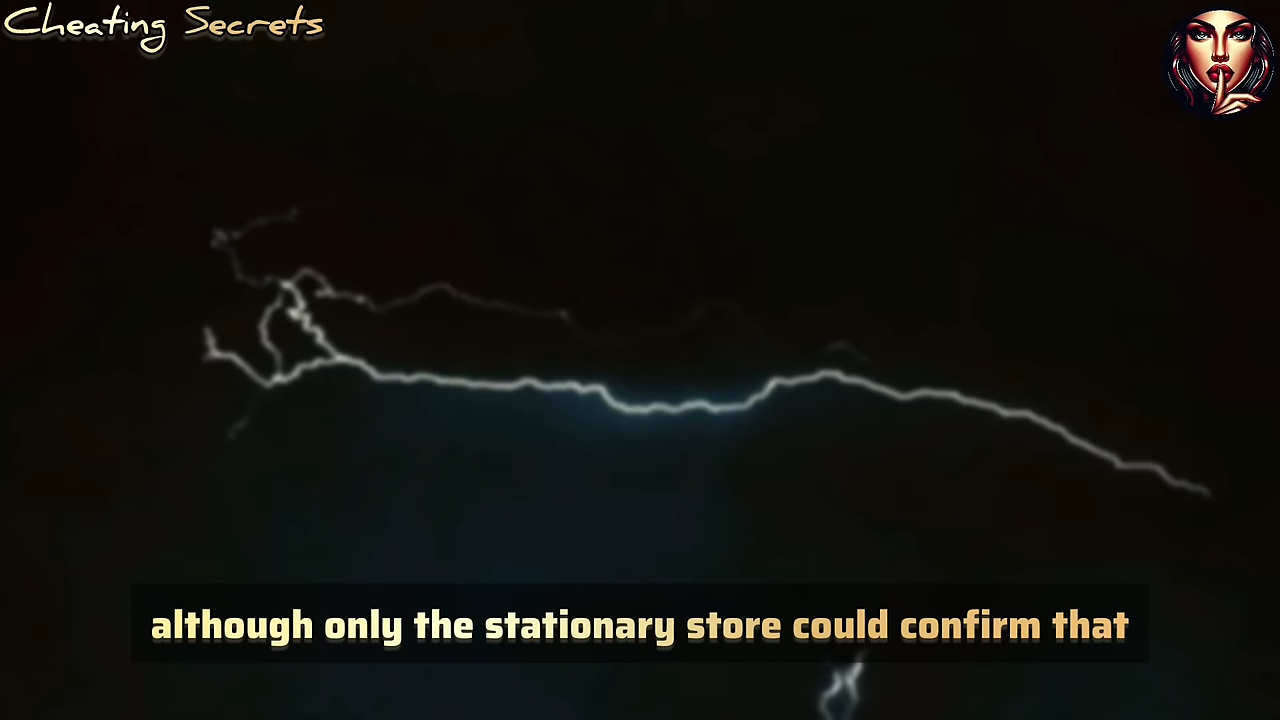 Cheating Secrets
although only the stationary store could confirm that